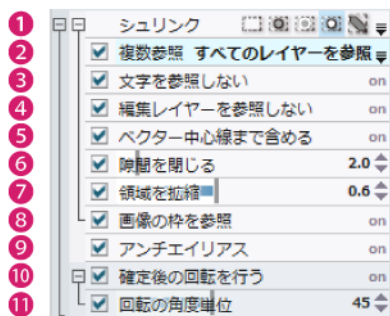 1 シュリンク
2 複数参照 すべてのレイヤーを参照
3 文字を参照しない on
4 編集レイヤーを参照しない on
5 ベクター中心線まで含める on
6 隙間を閉じる 2.0
7 領域を拡縮 0.6
8 画像の枠を参照 on
9 アンチエイリアス on
10 確定後の回転を行う on
11 回転の角度単位 45